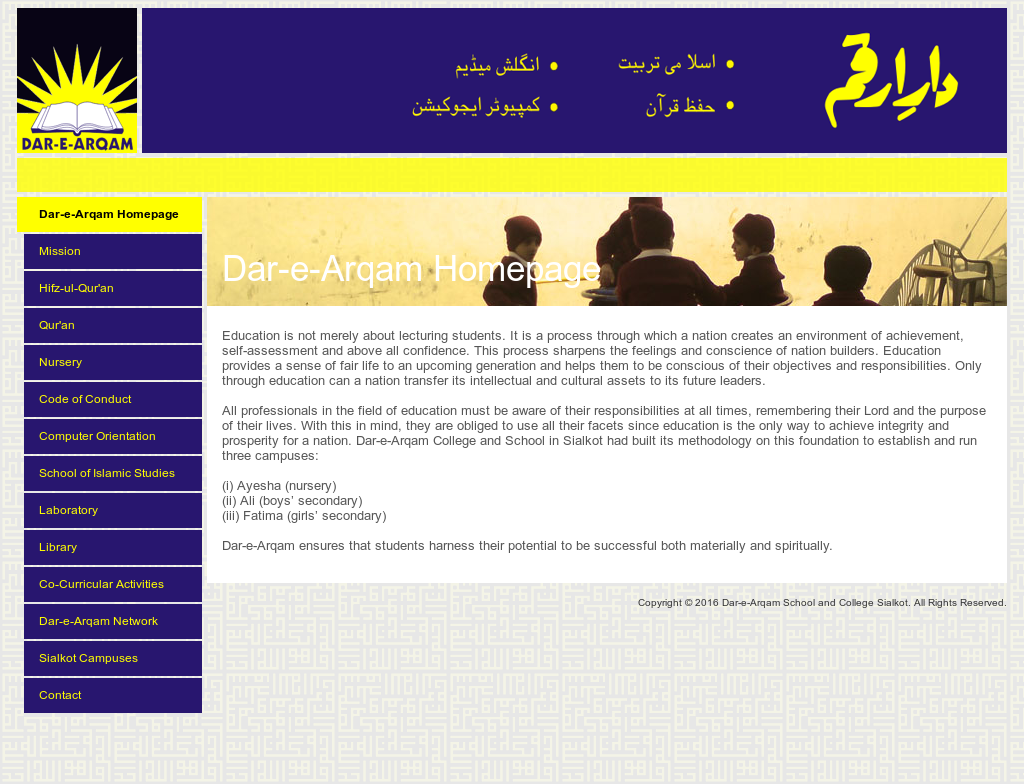 DAR-E-ARQAM
دارِارقم
• اسلامی تربیت
• انگلش میڈیم
• حفظ قرآن
• کمپیوٹر ایجوکیشن
Dar-e-Arqam Homepage
Mission
Hifz-ul-Qur'an
Qur'an
Nursery
Code of Conduct
Computer Orientation
School of Islamic Studies
Laboratory
Library
Co-Curricular Activities
Dar-e-Arqam Network
Sialkot Campuses
Contact
Dar-e-Arqam Homepage
Education is not merely about lecturing students. It is a process through which a nation creates an environment of achievement,
self-assessment and above all confidence. This process sharpens the feelings and conscience of nation builders. Education
provides a sense of fair life to an upcoming generation and helps them to be conscious of their objectives and responsibilities. Only
through education can a nation transfer its intellectual and cultural assets to its future leaders.
All professionals in the field of education must be aware of their responsibilities at all times, remembering their Lord and the purpose
of their lives. With this in mind, they are obliged to use all their facets since education is the only way to achieve integrity and
prosperity for a nation. Dar-e-Arqam College and School in Sialkot had built its methodology on this foundation to establish and run
three campuses:
(i) Ayesha (nursery)
(ii) Ali (boys’ secondary)
(iii) Fatima (girls’ secondary)
Dar-e-Arqam ensures that students harness their potential to be successful both materially and spiritually.
Copyright © 2016 Dar-e-Arqam School and College Sialkot. All Rights Reserved.